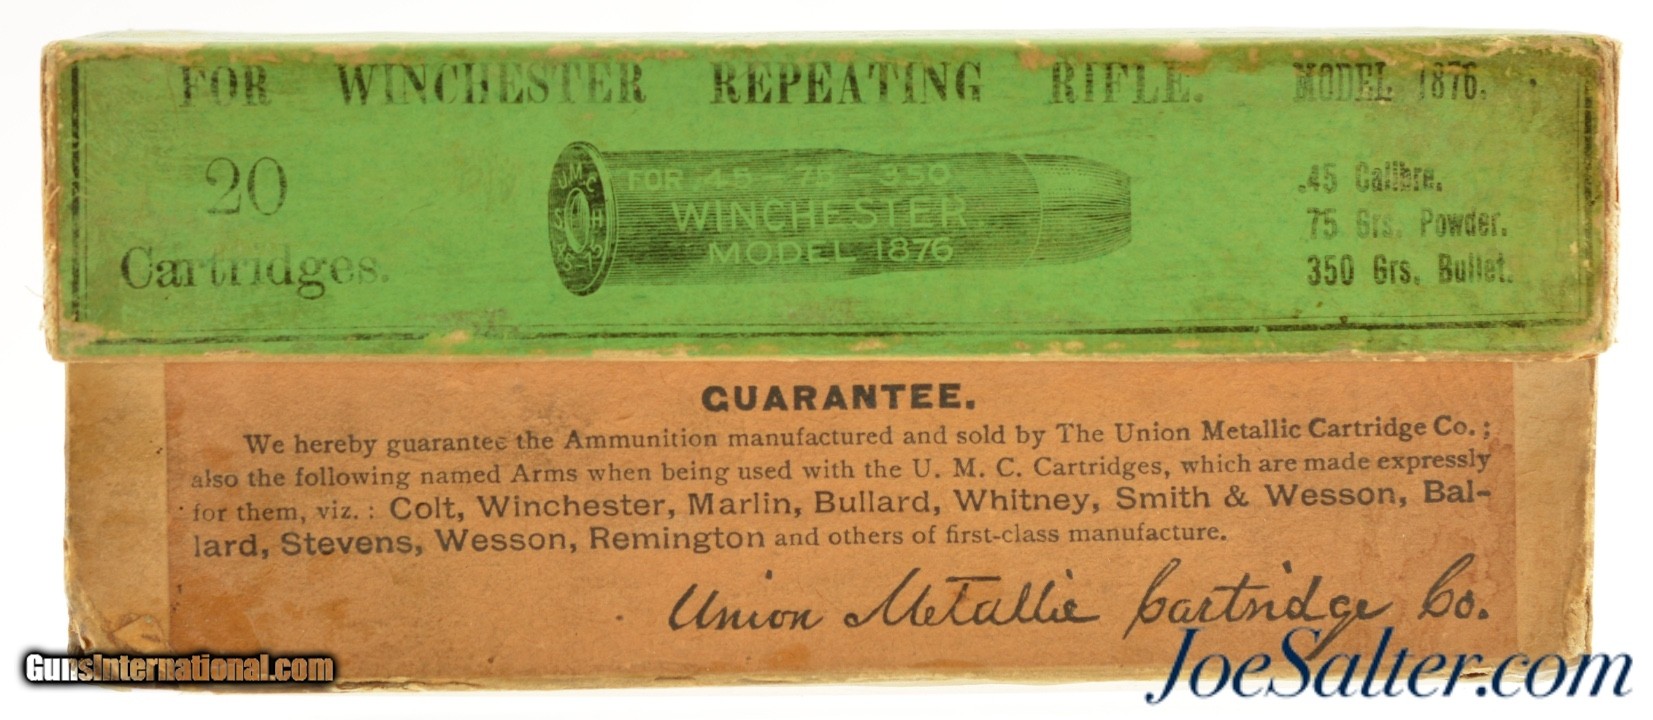 FOR WINCHESTER REPEATING RIFLE. MODEL 1876.
20
Cartridges.
U.M.C.
S H
FOR 45-75-350
WINCHESTER
MODEL 1876
.45 Calibre.
75 Grs. Powder.
350 Grs. Bullet.
GUARANTEE.
We hereby guarantee the Ammunition manufactured and sold by The Union Metallic Cartridge Co.;
also the following named Arms when being used with the U. M. C. Cartridges, which are made expressly
for them, viz.: Colt, Winchester, Marlin, Bullard, Whitney, Smith & Wesson, Bal-
lard, Stevens, Wesson, Remington and others of first-class manufacture.
Union Metallic Cartridge Co.
GunsInternational.com
JoeSalter.com